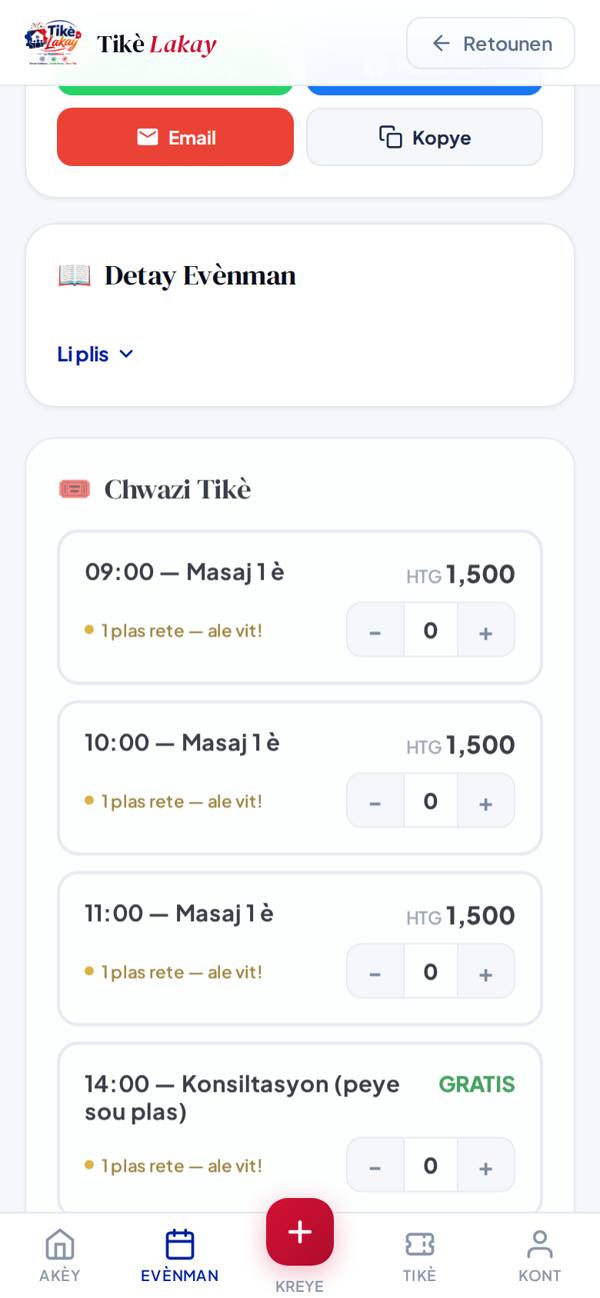 Tikè Lakay
Tikè Lakay
Retounen
Email
Kopye
Detay Evènman
Li plis
Chwazi Tikè
09:00 — Masaj 1 è
HTG 1,500
1 plas rete — ale vit!
– 0 +
10:00 — Masaj 1 è
HTG 1,500
1 plas rete — ale vit!
– 0 +
11:00 — Masaj 1 è
HTG 1,500
1 plas rete — ale vit!
– 0 +
14:00 — Konsiltasyon (peye
sou plas)
GRATIS
1 plas rete — ale vit!
– 0 +
AKÈY
EVÈNMAN
KREYE
TIKÈ
KONT